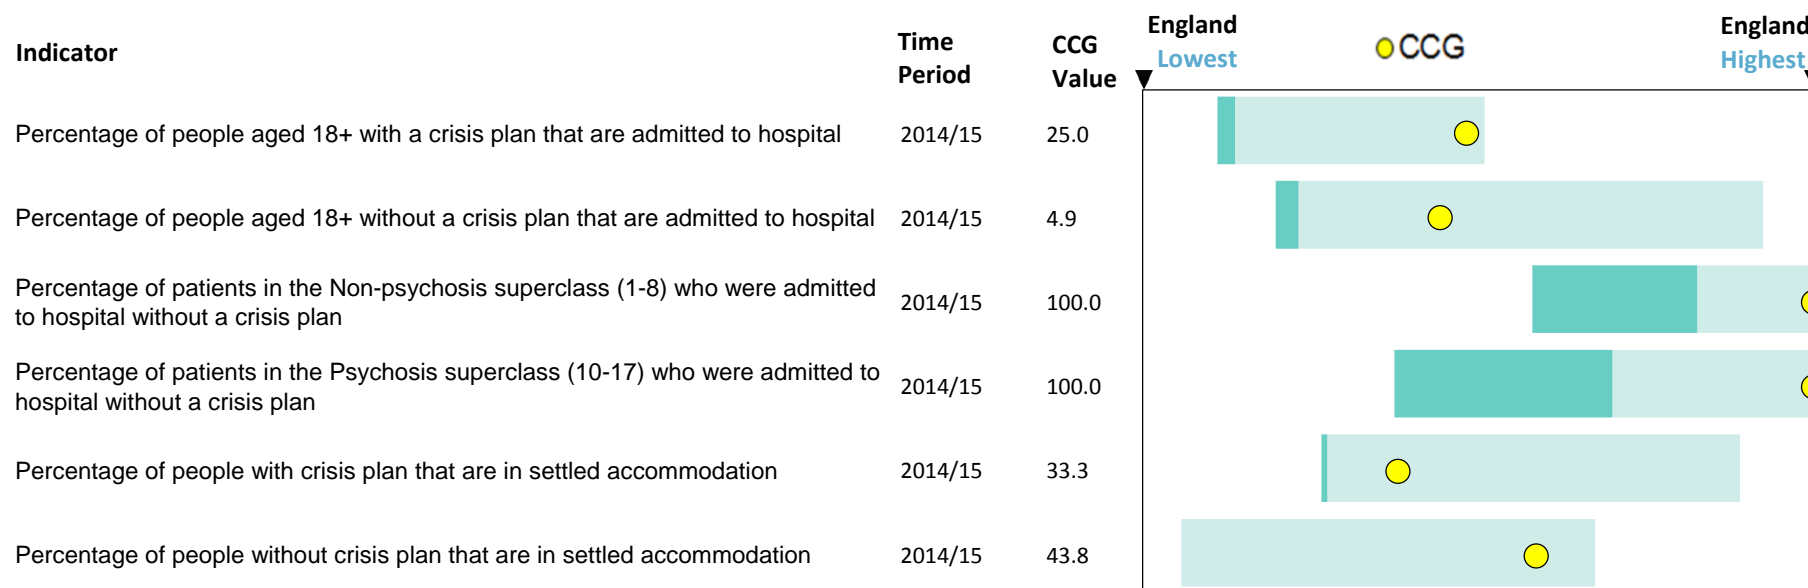 Indicator
Time Period
CCG Value
England Lowest
CCG
England Highest
Percentage of people aged 18+ with a crisis plan that are admitted to hospital 2014/15 25.0
Percentage of people aged 18+ without a crisis plan that are admitted to hospital 2014/15 4.9
Percentage of patients in the Non-psychosis superclass (1-8) who were admitted
to hospital without a crisis plan 2014/15 100.0
Percentage of patients in the Psychosis superclass (10-17) who were admitted to
hospital without a crisis plan 2014/15 100.0
Percentage of people with crisis plan that are in settled accommodation 2014/15 33.3
Percentage of people without crisis plan that are in settled accommodation 2014/15 43.8